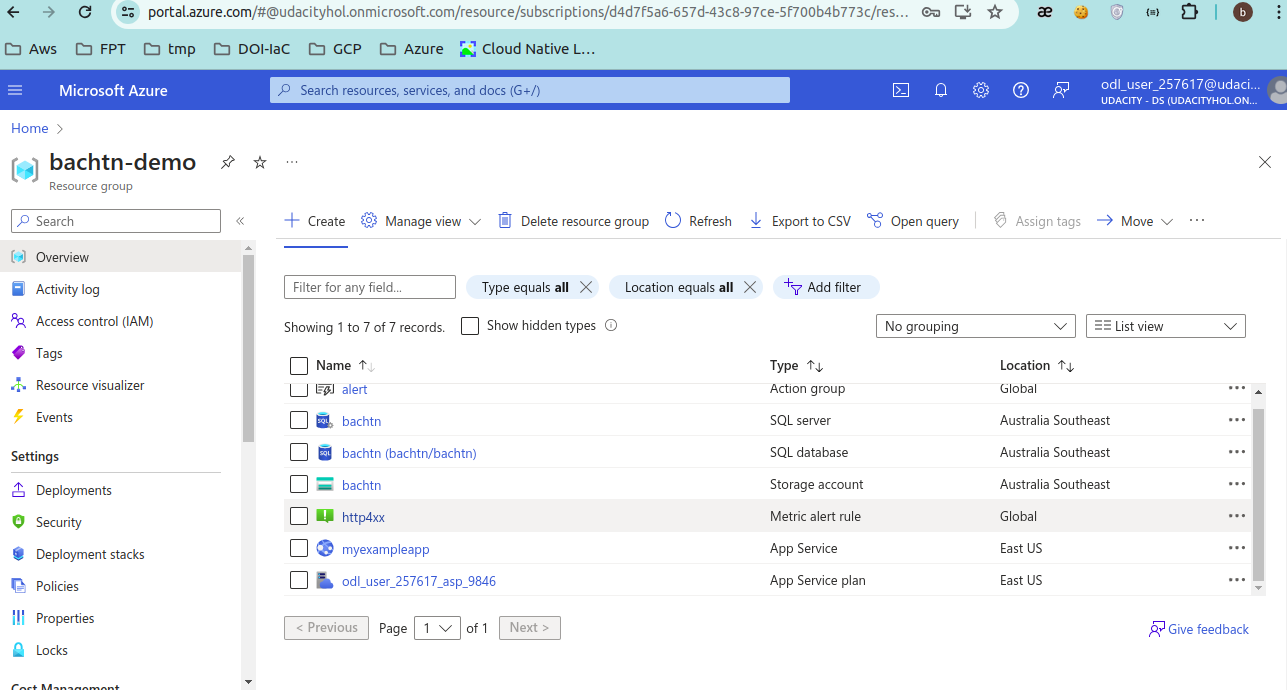 portal.azure.com/#@udacityhol.onmicrosoft.com/resource/subscriptions/d4d7f5a6-657d-43c8-97ce-5f700b4b773c/res...
b
Aws FPT tmp DOI-IaC GCP Azure Cloud Native L...
Microsoft Azure
Search resources, services, and docs (G+/)
odl_user_257617@udaci...
UDACITY - DS (UDACITYHOL.ON...
Home >
bachtn-demo
Resource group
Search
Create Manage view Delete resource group Refresh Export to CSV Open query Assign tags Move
Overview
Activity log
Access control (IAM)
Tags
Resource visualizer
Events
Settings
Deployments
Security
Deployment stacks
Policies
Properties
Locks
Cost Management
Filter for any field...
Type equals all
Location equals all
Add filter
Showing 1 to 7 of 7 records.
Show hidden types
No grouping
List view
Name Type Location
alert Action group Global
bachtn SQL server Australia Southeast
bachtn (bachtn/bachtn) SQL database Australia Southeast
bachtn Storage account Australia Southeast
http4xx Metric alert rule Global
myexampleapp App Service East US
odl_user_257617_asp_9846 App Service plan East US
< Previous Page 1 of 1 Next >
Give feedback